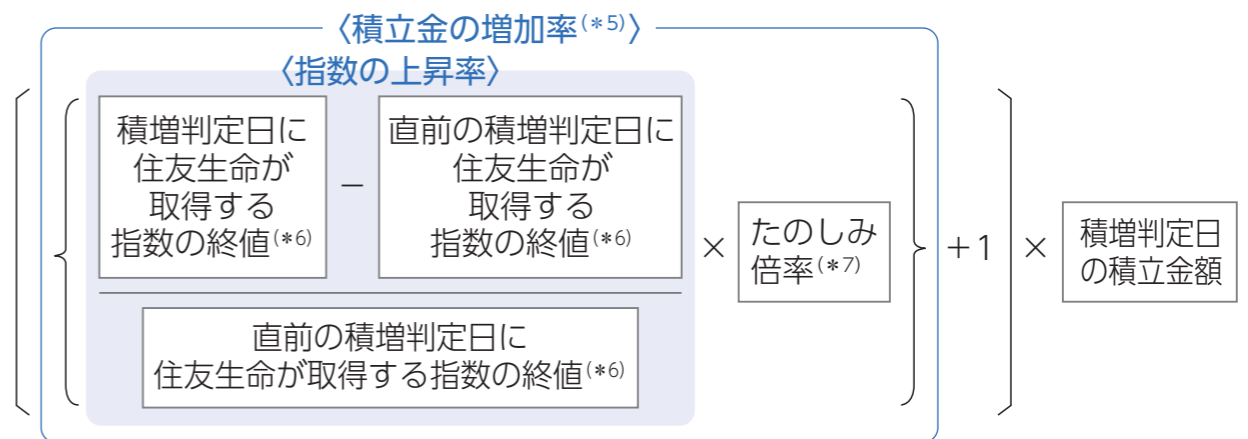 〈積立金の増加率(*5)〉
〈指数の上昇率〉
積増判定日に
住友生命が
取得する
指数の終値(*6)
−
直前の積増判定日に
住友生命が
取得する
指数の終値(*6)
直前の積増判定日に
住友生命が取得する指数の終値(*6)
×
たのしみ
倍率(*7)
+1
×
積増判定日
の積立金額